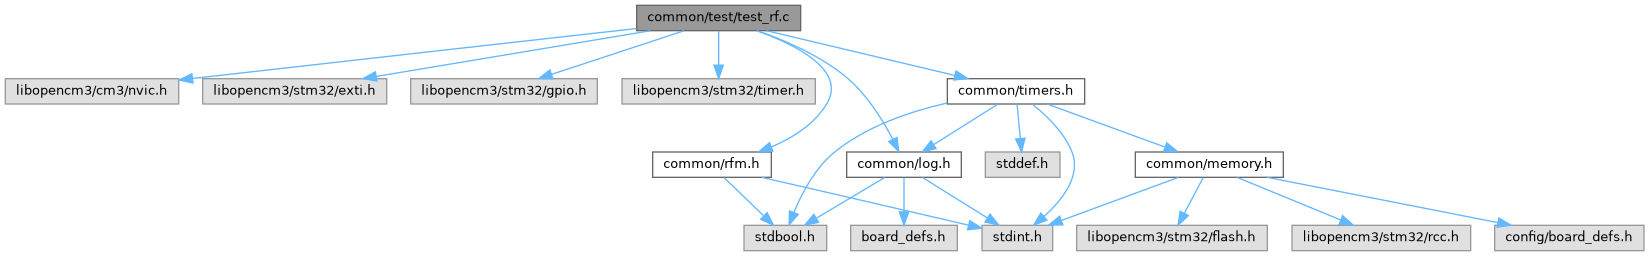 common/test/test_rf.c
libopencm3/cm3/nvic.h
libopencm3/stm32/exti.h
libopencm3/stm32/gpio.h
libopencm3/stm32/timer.h
common/timers.h
common/rfm.h
common/log.h
stddef.h
common/memory.h
stdbool.h
board_defs.h
stdint.h
libopencm3/stm32/flash.h
libopencm3/stm32/rcc.h
config/board_defs.h